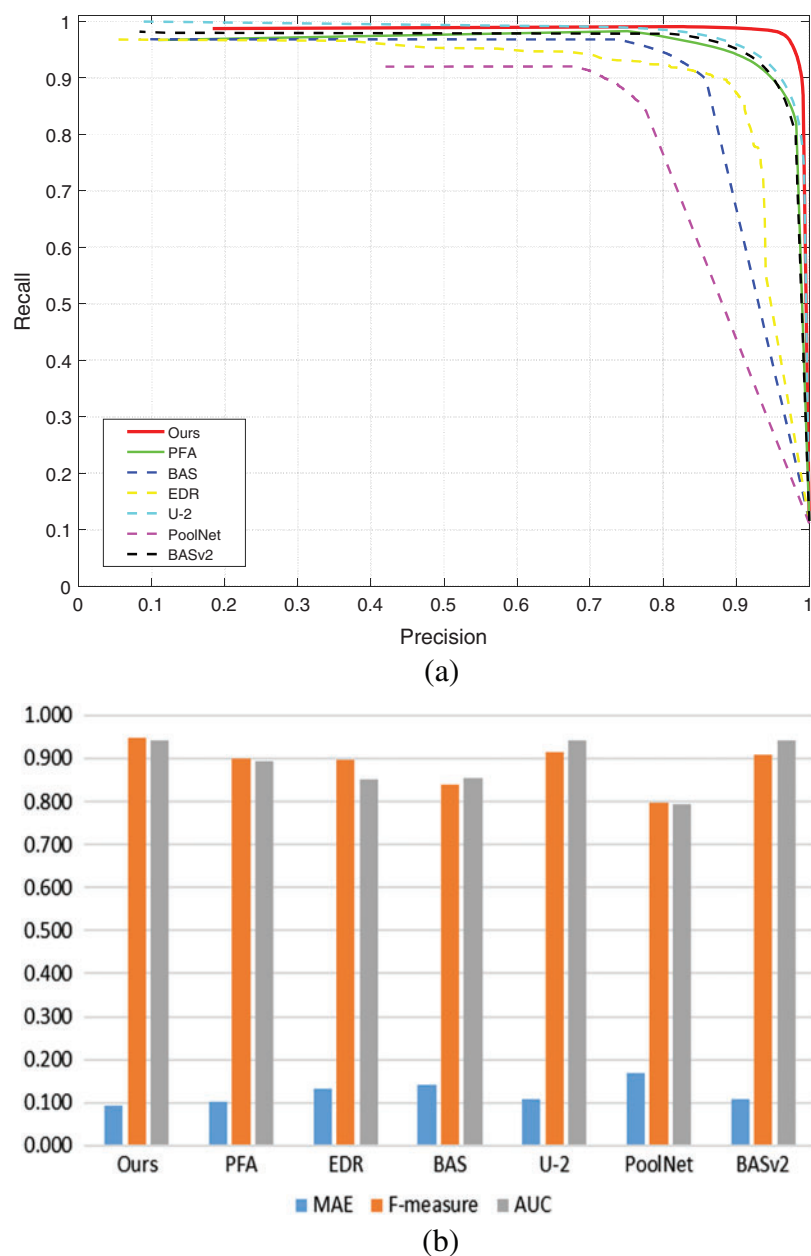 1
0.9
0.8
0.7
0.6
0.5
0.4
0.3
0.2
0.1
0
Recall
Ours
PFA
BAS
EDR
U-2
PoolNet
BASv2
0 0.1 0.2 0.3 0.4 0.5 0.6 0.7 0.8 0.9 1
Precision
(a)
1.000
0.900
0.800
0.700
0.600
0.500
0.400
0.300
0.200
0.100
0.000
Ours PFA EDR BAS U-2 PoolNet BASv2
MAE F-measure AUC
(b)